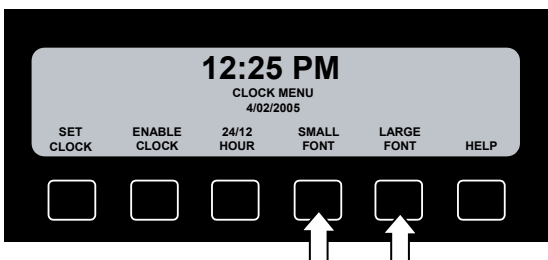 12:25 PM
CLOCK MENU
4/02/2005
SET CLOCK
ENABLE CLOCK
24/12 HOUR
SMALL FONT
LARGE FONT
HELP